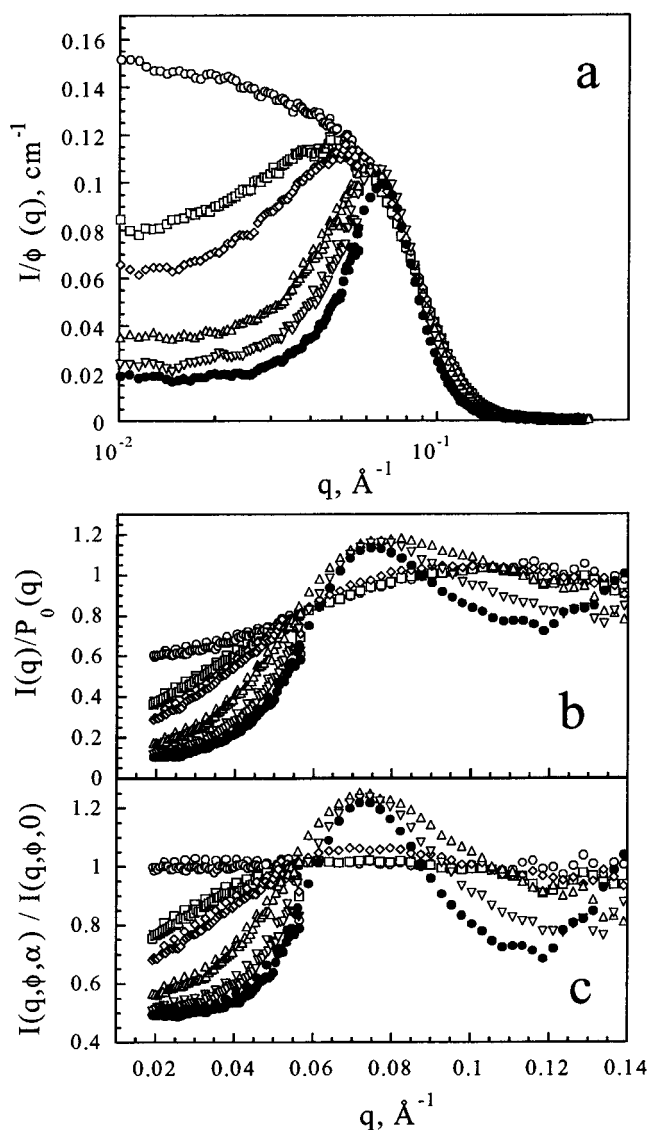 0.16
0.14
0.12
0.1
0.08
0.06
0.04
0.02
0
I/ϕ (q), cm⁻¹
a
10⁻² 10⁻¹
q, Å⁻¹
1.2
1
0.8
0.6
0.4
0.2
0
I(q)/P₀(q)
b
1.2
1
0.8
0.6
0.4
I(q,ϕ,α) / I(q,ϕ,0)
c
0.02 0.04 0.06 0.08 0.10 0.12 0.14
q, Å⁻¹